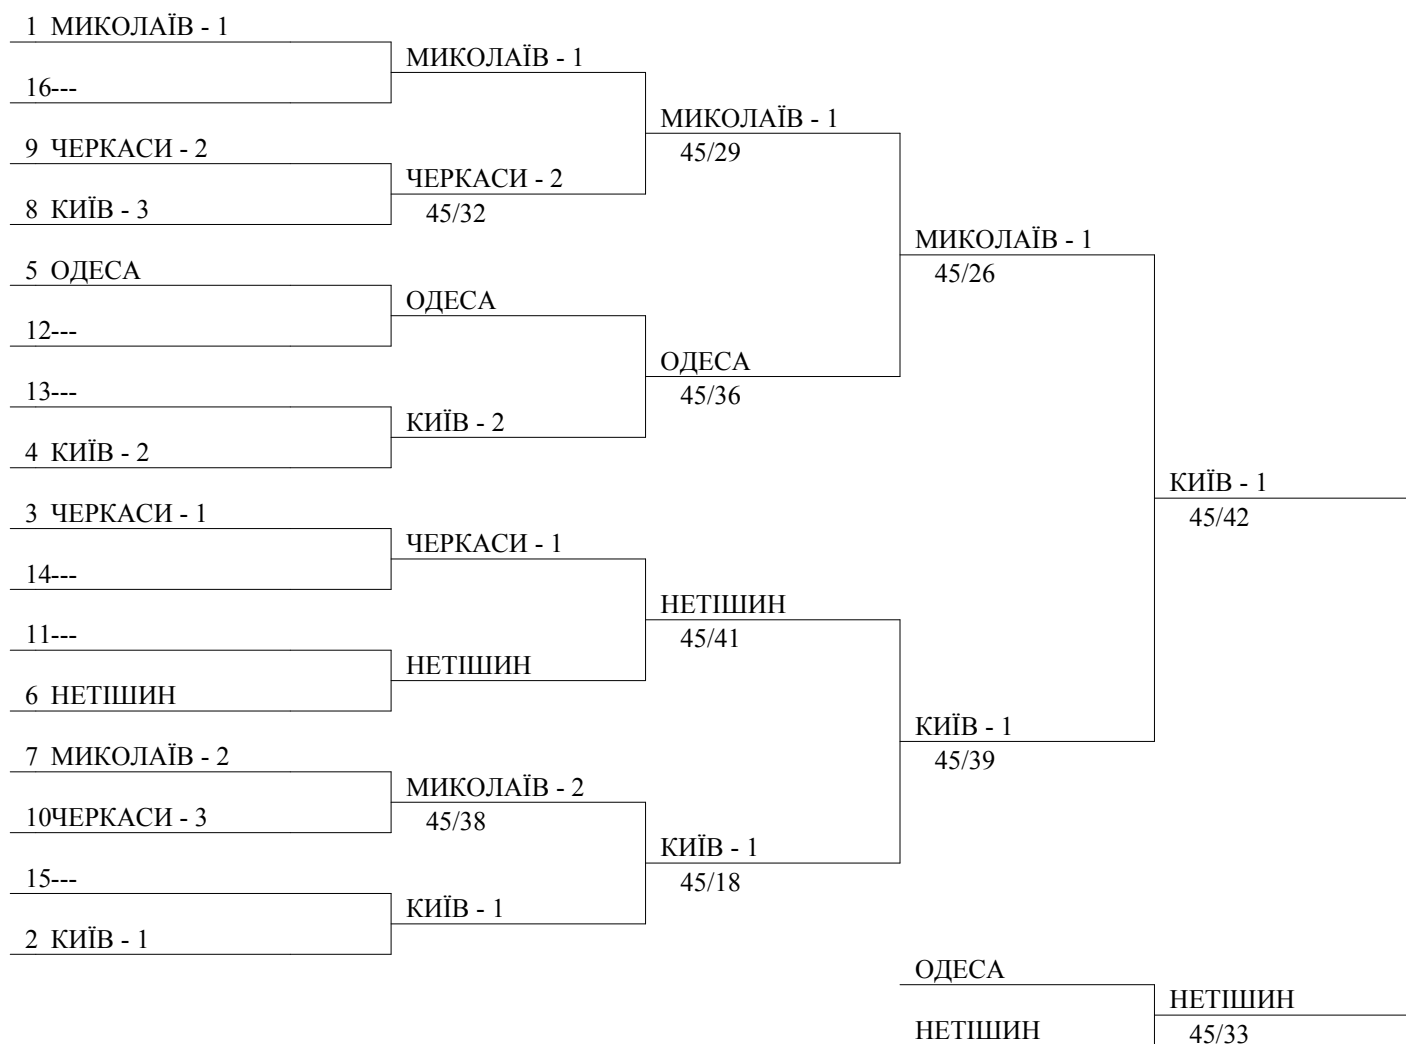 1 МИКОЛАЇВ - 1
16---
9 ЧЕРКАСИ - 2
8 КИЇВ - 3
5 ОДЕСА
12---
13---
4 КИЇВ - 2
3 ЧЕРКАСИ - 1
14---
11---
6 НЕТІШИН
7 МИКОЛАЇВ - 2
10ЧЕРКАСИ - 3
15---
2 КИЇВ - 1
МИКОЛАЇВ - 1
ЧЕРКАСИ - 2
45/32
ОДЕСА
КИЇВ - 2
ЧЕРКАСИ - 1
НЕТІШИН
МИКОЛАЇВ - 2
45/38
КИЇВ - 1
МИКОЛАЇВ - 1
45/29
ОДЕСА
45/36
НЕТІШИН
45/41
КИЇВ - 1
45/18
МИКОЛАЇВ - 1
45/26
КИЇВ - 1
45/39
КИЇВ - 1
45/42
ОДЕСА
НЕТІШИН
НЕТІШИН
45/33